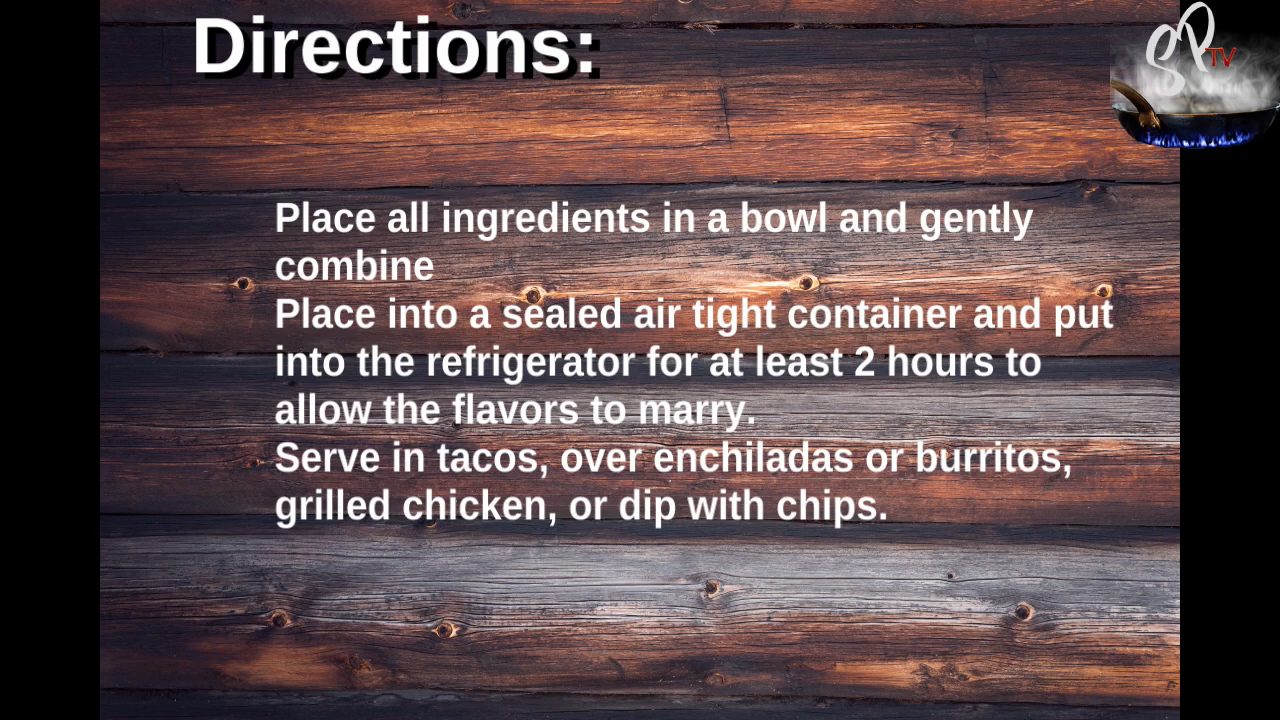 Directions:
SP TV
Place all ingredients in a bowl and gently
combine
Place into a sealed air tight container and put
into the refrigerator for at least 2 hours to
allow the flavors to marry.
Serve in tacos, over enchiladas or burritos,
grilled chicken, or dip with chips.